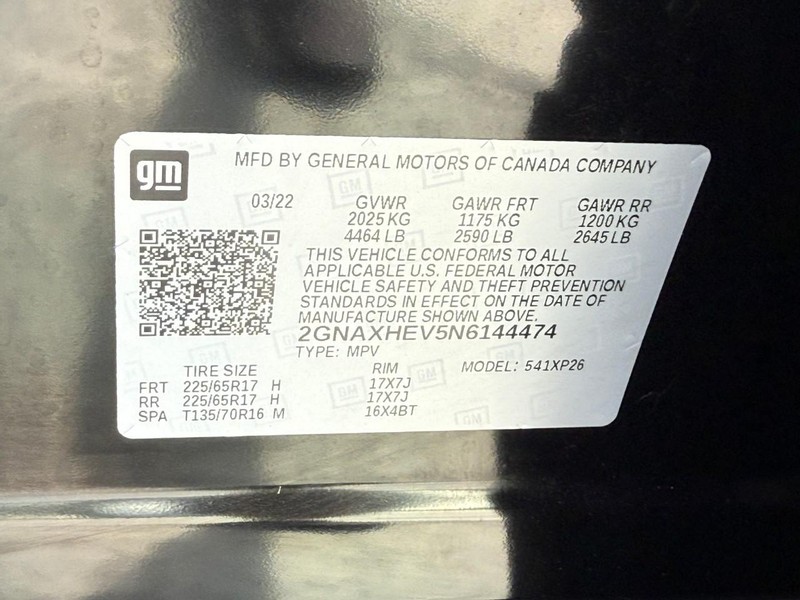 gm
MFD BY GENERAL MOTORS OF CANADA COMPANY
03/22 GVWR GAWR FRT GAWR RR
2025 KG 1175 KG 1200 KG
4464 LB 2590 LB 2645 LB
THIS VEHICLE CONFORMS TO ALL
APPLICABLE U.S. FEDERAL MOTOR
VEHICLE SAFETY AND THEFT PREVENTION
STANDARDS IN EFFECT ON THE DATE OF
MANUFACTURE SHOWN ABOVE.
2GNAXHEV5N6144474
TYPE: MPV
TIRE SIZE RIM MODEL: 541XP26
FRT 225/65R17 H 17X7J
RR 225/65R17 H 17X7J
SPA T135/70R16 M 16X4BT